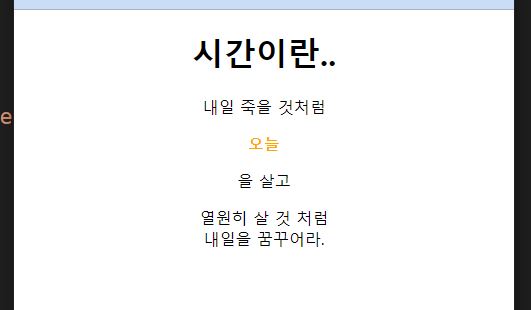 시간이란..
내일 죽을 것처럼
오늘
을 살고
열원히 살 것 처럼
내일을 꿈꾸어라.
e